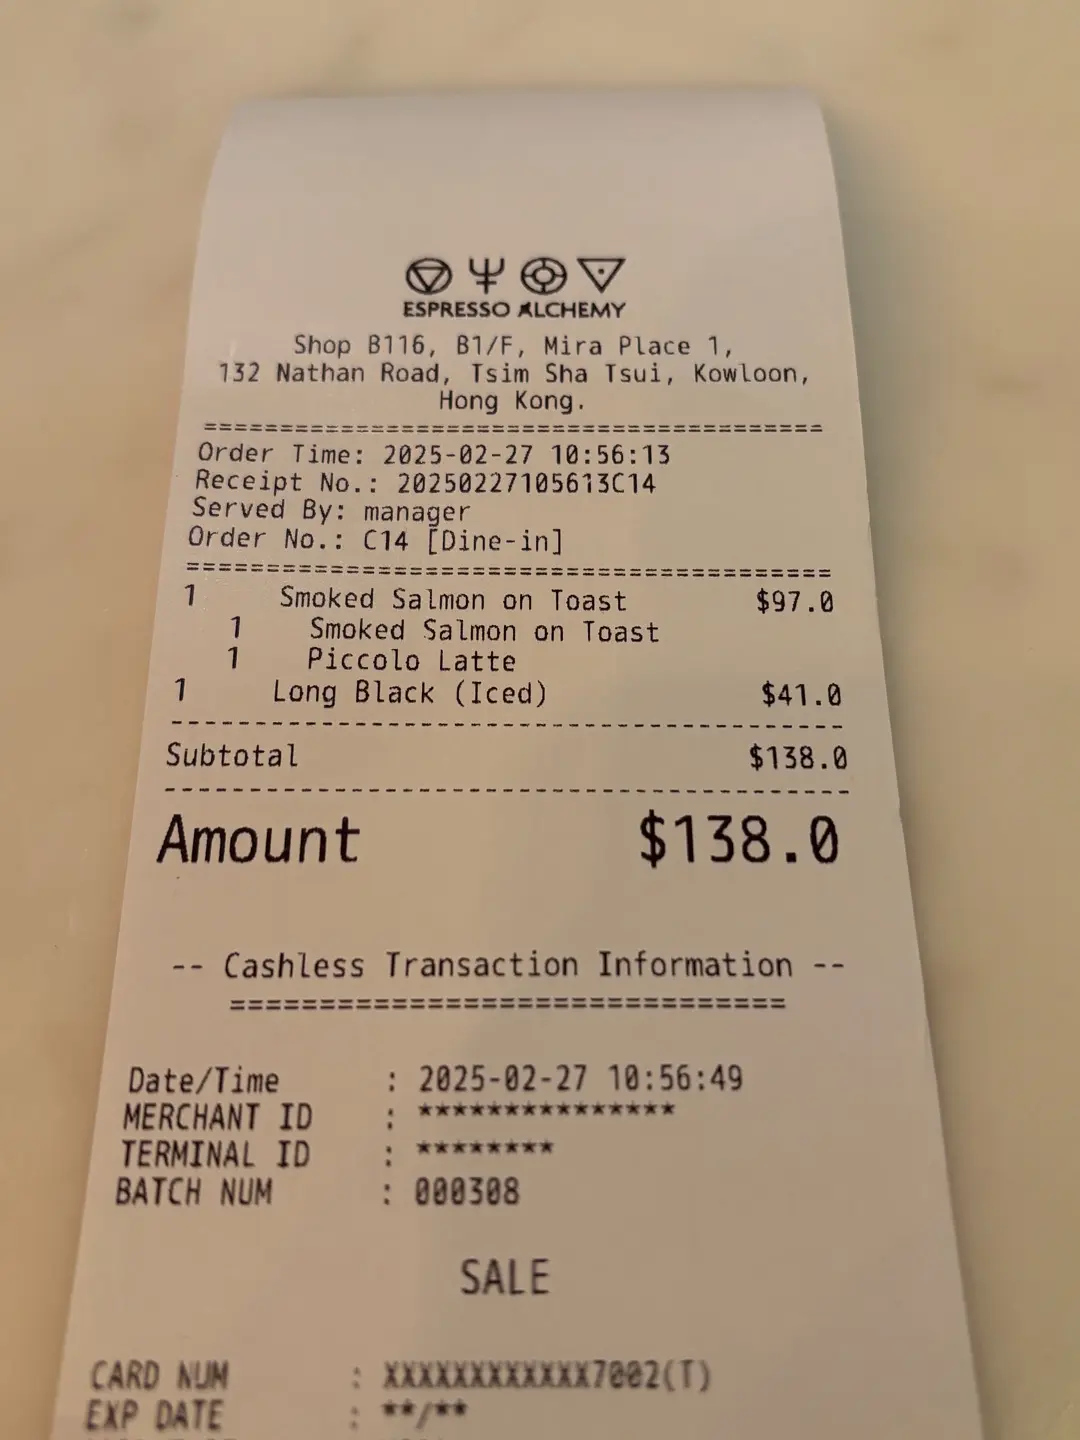 ESPRESSO ALCHEMY
Shop B116, B1/F, Mira Place 1,
132 Nathan Road, Tsim Sha Tsui, Kowloon,
Hong Kong.
===========================================
Order Time: 2025-02-27 10:56:13
Receipt No.: 20250227105613C14
Served By: manager
Order No.: C14 [Dine-in]
===========================================
1 Smoked Salmon on Toast $97.0
1 Smoked Salmon on Toast
1 Piccolo Latte
1 Long Black (Iced) $41.0
-------------------------------------------
Subtotal $138.0
-------------------------------------------
Amount $138.0
-- Cashless Transaction Information --
===============================
Date/Time : 2025-02-27 10:56:49
MERCHANT ID : ***************
TERMINAL ID : ********
BATCH NUM : 000308
SALE
CARD NUM : XXXXXXXXXXXX7002(T)
EXP DATE : **/**